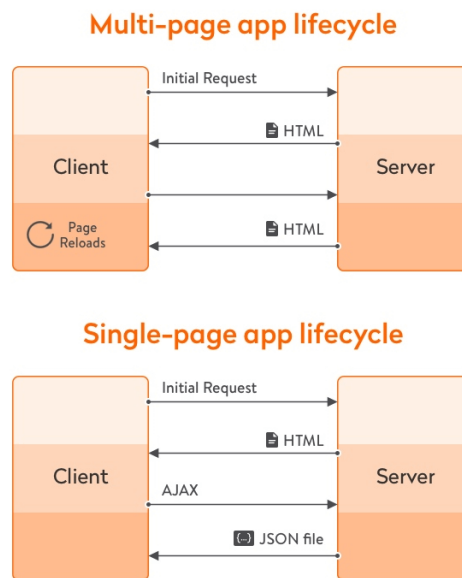 Multi-page app lifecycle
Initial Request
HTML
Client
Server
Page
Reloads
HTML
Single-page app lifecycle
Initial Request
HTML
Client
Server
AJAX
{...} JSON file